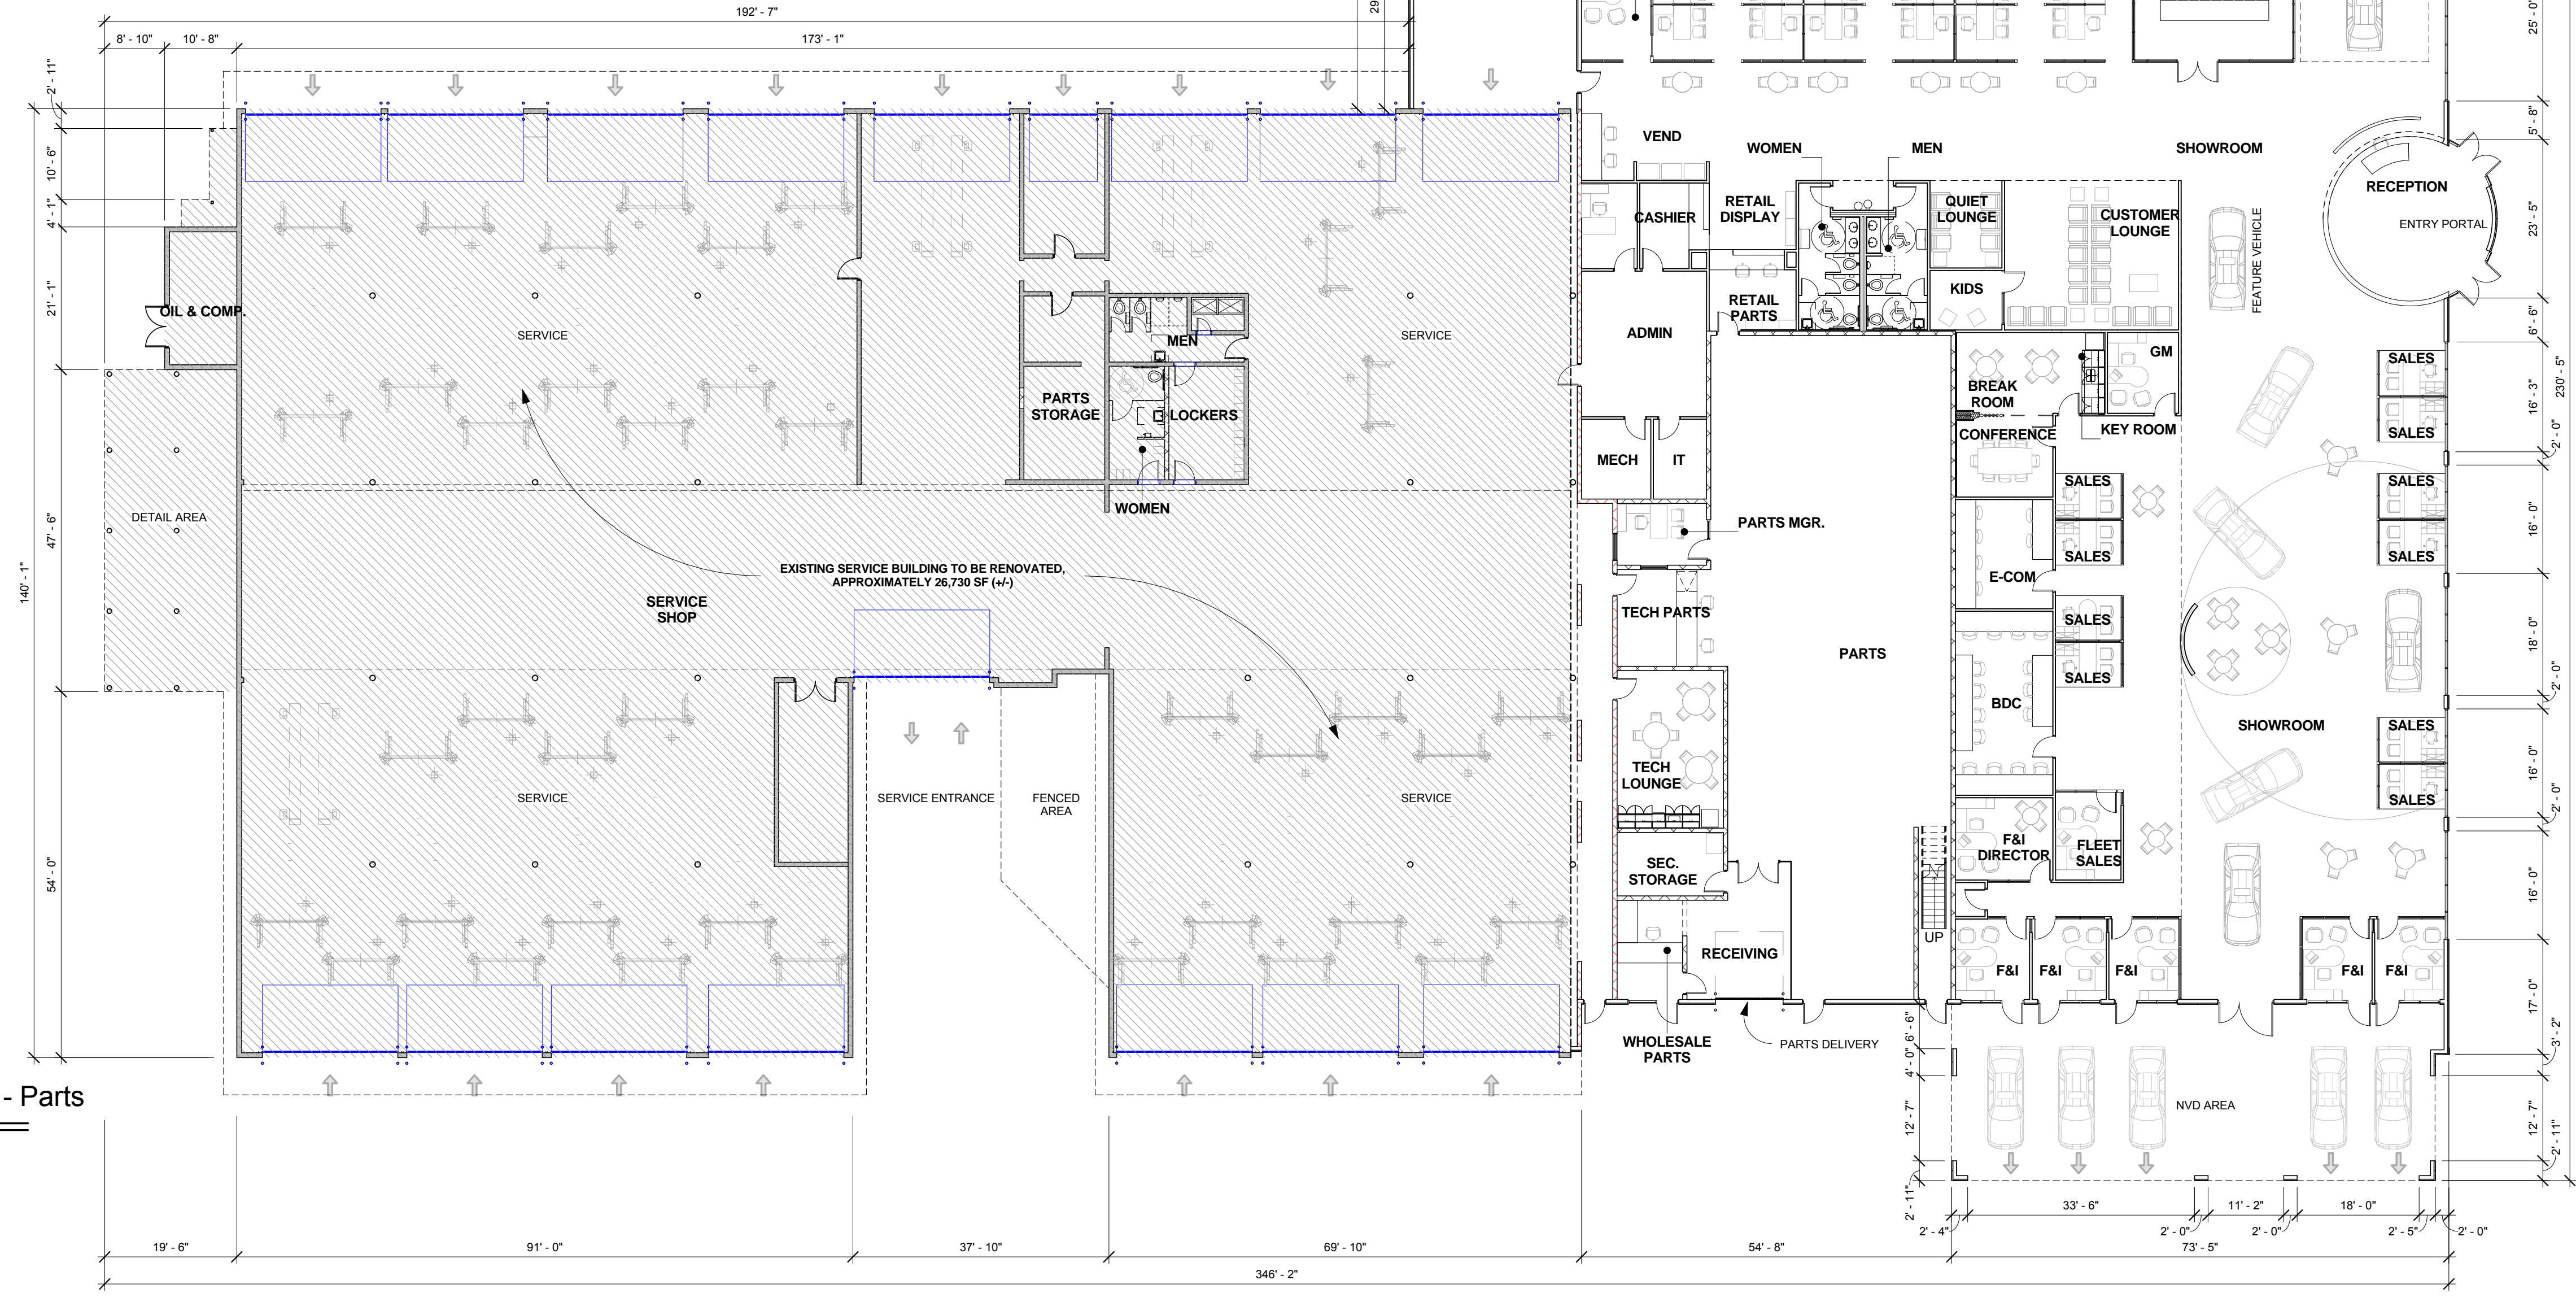 192' - 7"
29
8' - 10"
10' - 8"
173' - 1"
25' - 0"
2' - 11"
5' - 8"
VEND
WOMEN
MEN
SHOWROOM
10' - 6"
RECEPTION
ENTRY PORTAL
CASHIER
RETAIL
DISPLAY
QUIET
LOUNGE
CUSTOMER
LOUNGE
FEATURE VEHICLE
23' - 5"
4' - 1"
21' - 1"
OIL & COMP.
SERVICE
MEN
SERVICE
ADMIN
RETAIL
PARTS
KIDS
6' - 6"
GM
SALES
230' - 5"
PARTS
STORAGE
LOCKERS
BREAK
ROOM
16' - 3"
CONFERENCE
KEY ROOM
SALES
2' - 0"
MECH
IT
SALES
SALES
WOMEN
DETAIL AREA
47' - 6"
PARTS MGR.
16' - 0"
SALES
SALES
140' - 1"
EXISTING SERVICE BUILDING TO BE RENOVATED,
APPROXIMATELY 26,730 SF (+/-)
E-COM
SERVICE
SHOP
TECH PARTS
SALES
18' - 0"
PARTS
SALES
2' - 0"
BDC
SHOWROOM
SALES
TECH
LOUNGE
16' - 0"
SERVICE
SERVICE ENTRANCE
FENCED
AREA
SERVICE
SALES
2' - 0"
F&I
DIRECTOR
FLEET
SALES
54' - 0"
SEC.
STORAGE
16' - 0"
UP
RECEIVING
F&I
F&I
F&I
F&I
F&I
17' - 0"
WHOLESALE
PARTS
PARTS DELIVERY
6' - 6"
3' - 2"
4' - 0"
- Parts
NVD AREA
12' - 7"
12' - 7"
2' - 11"
2' - 11"
33' - 6"
11' - 2"
18' - 0"
2' - 4"
2' - 0"
2' - 0"
2' - 5"
2' - 0"
19' - 6"
91' - 0"
37' - 10"
69' - 10"
54' - 8"
73' - 5"
346' - 2"